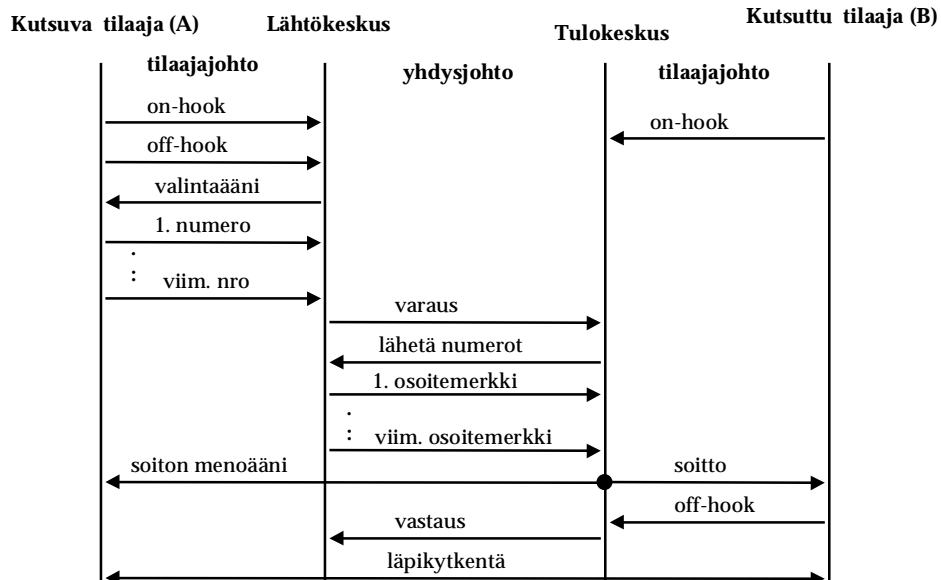 Kutsuva tilaaja (A)
Lähtökeskus
Tulokeskus
Kutsuttu tilaaja (B)
tilaajajohto
yhdysjohto
tilaajajohto
on-hook
on-hook
off-hook
valintaääni
1. numero
:
viim. nro
varaus
lähetä numerot
1. osoitemerkki
:
viim. osoitemerkki
soiton menoääni
soitto
off-hook
vastaus
läpikytkentä